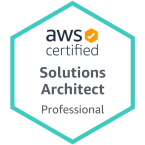 aws
certified
Solutions
Architect
Professional